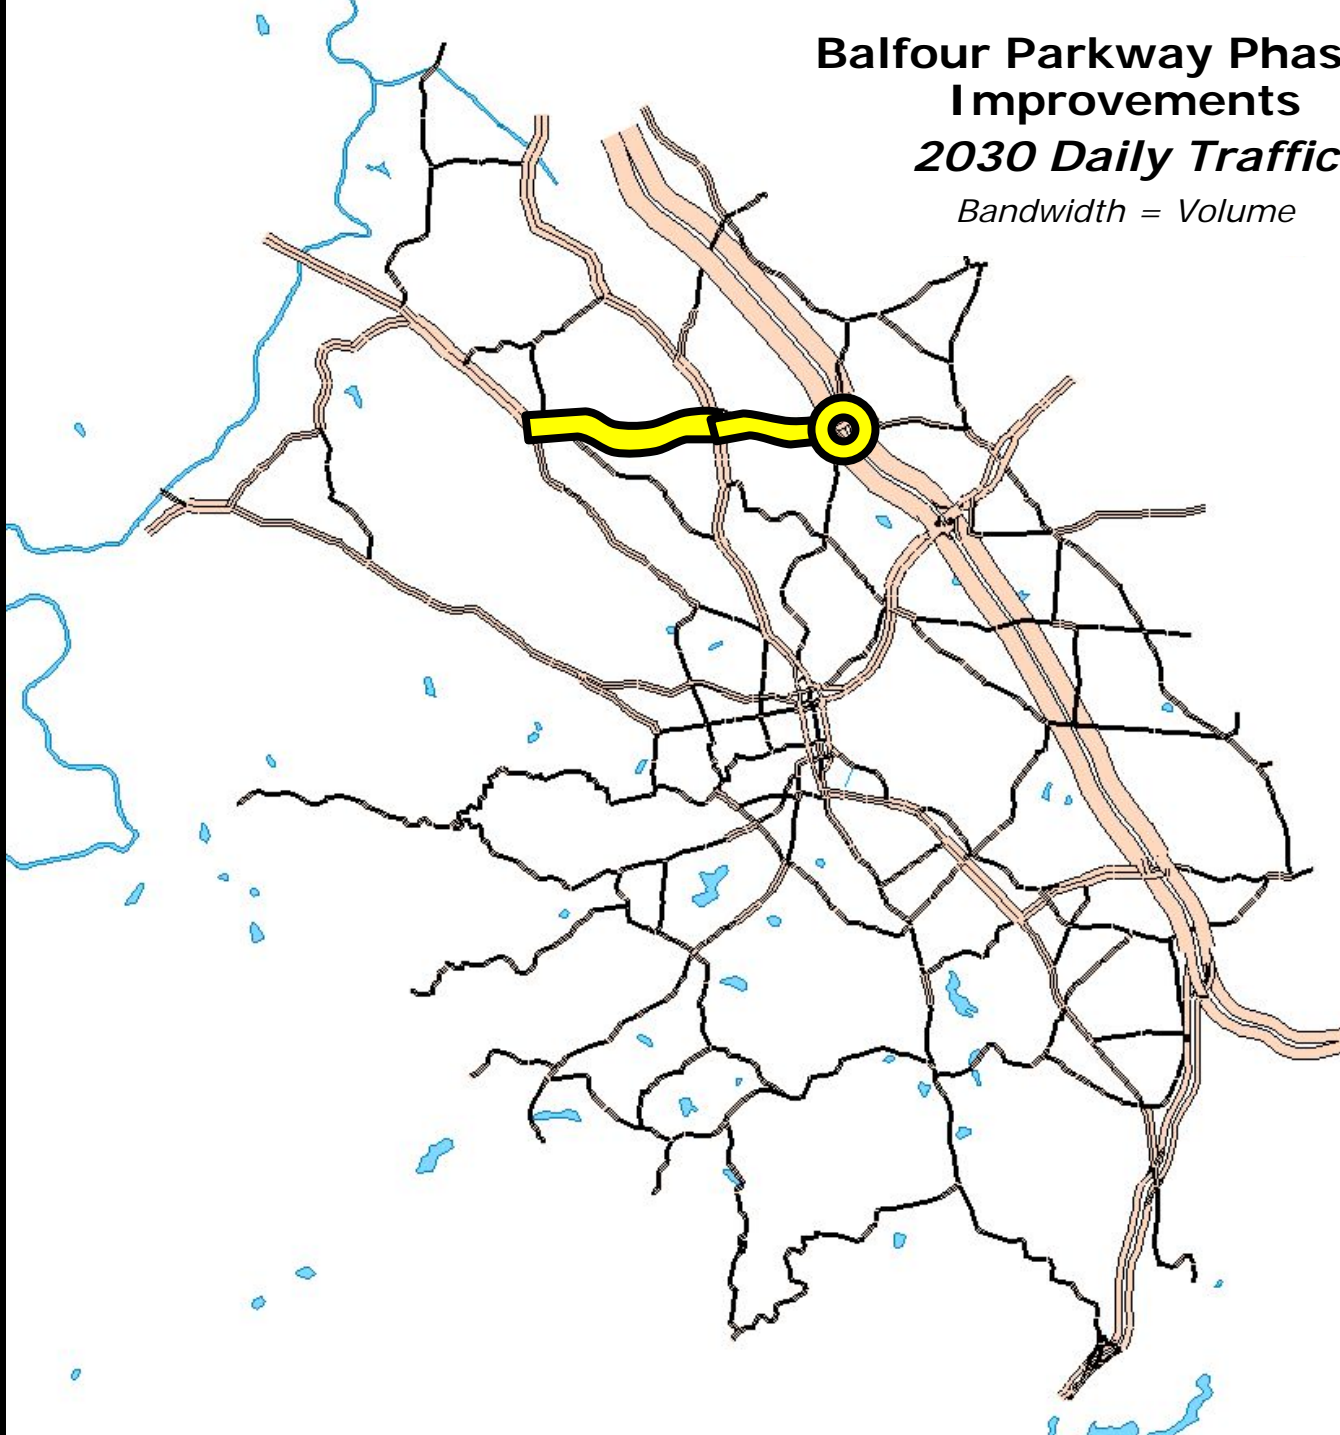 Balfour Parkway Phas
Improvements
2030 Daily Traffic
Bandwidth = Volume